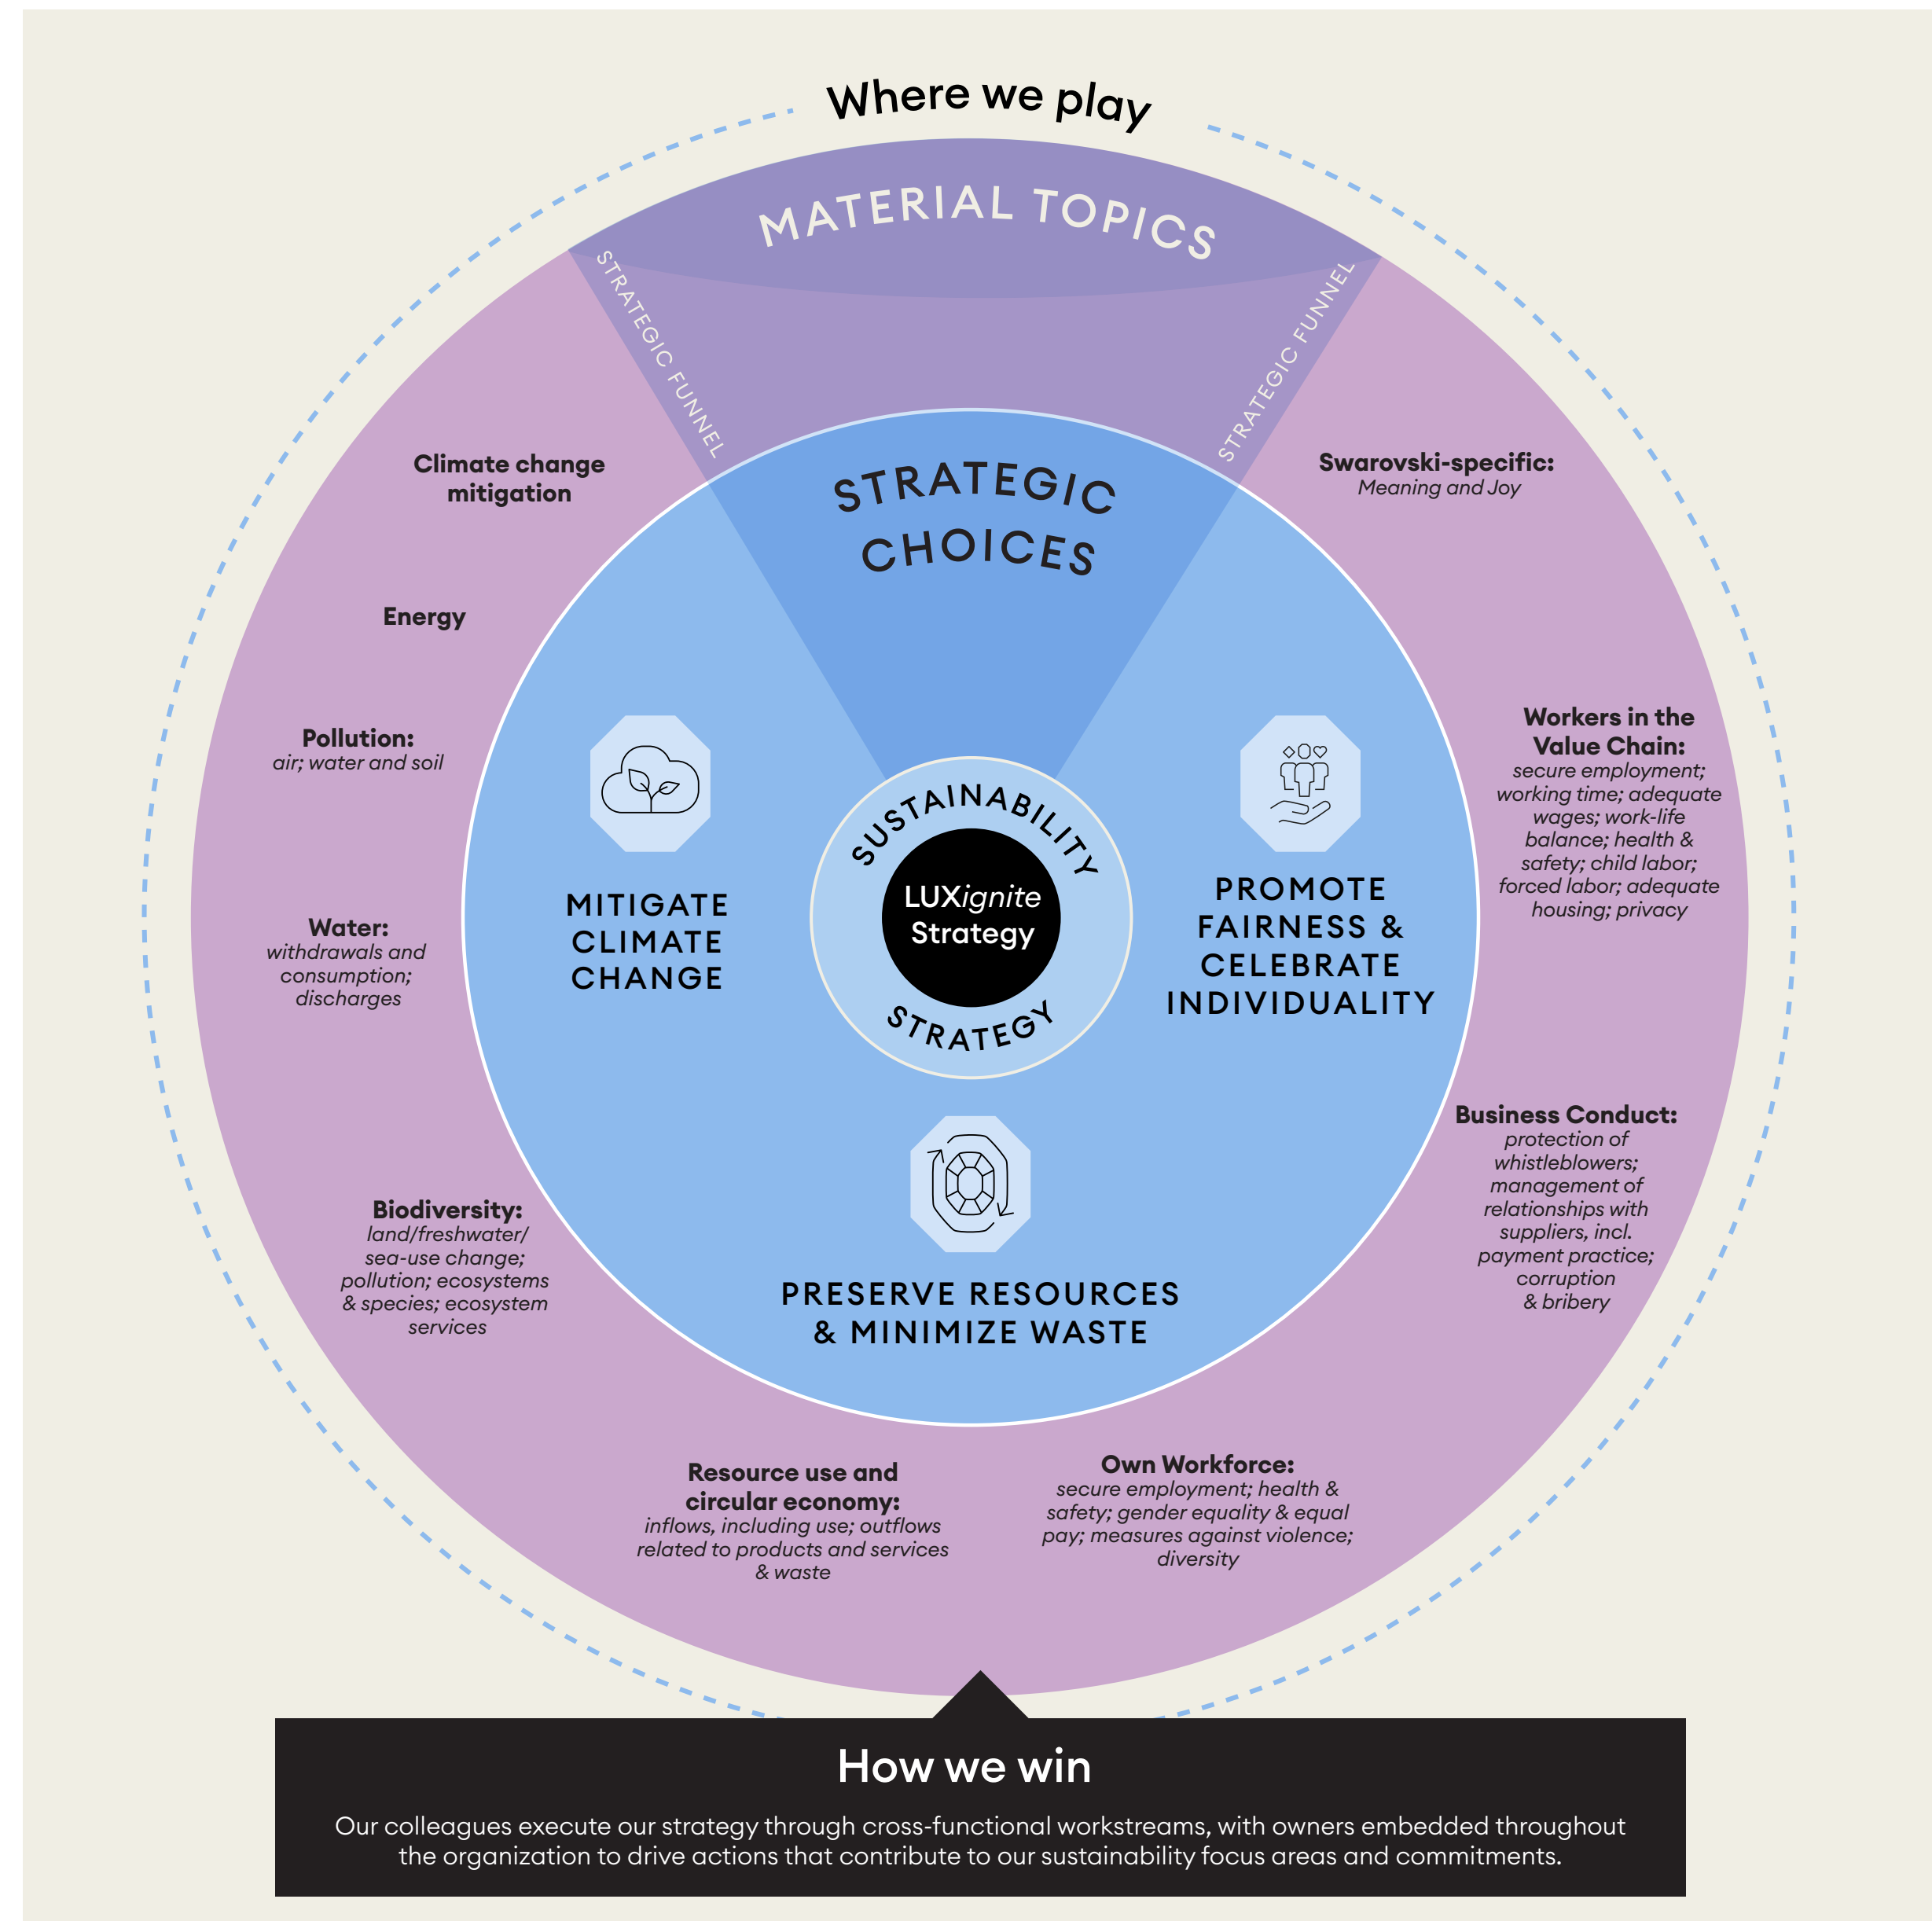 Where we play
MATERIAL TOPICS
STRATEGIC FUNNEL
STRATEGIC FUNNEL
STRATEGIC
CHOICES
Climate change
mitigation
Energy
Pollution:
air; water and soil
Water:
withdrawals and
consumption;
discharges
Biodiversity:
land/freshwater/
sea-use change;
pollution; ecosystems
& species; ecosystem
services
Resource use and
circular economy:
inflows, including use; outflows
related to products and services
& waste
Own Workforce:
secure employment; health &
safety; gender equality & equal
pay; measures against violence;
diversity
Business Conduct:
protection of
whistleblowers;
management of
relationships with
suppliers, incl.
payment practice;
corruption
& bribery
Workers in the
Value Chain:
secure employment;
working time; adequate
wages; work-life
balance; health &
safety; child labor;
forced labor; adequate
housing; privacy
Swarovski-specific:
Meaning and Joy
MITIGATE
CLIMATE
CHANGE
SUSTAINABILITY
LUXignite
Strategy
STRATEGY
PROMOTE
FAIRNESS &
CELEBRATE
INDIVIDUALITY
PRESERVE RESOURCES
& MINIMIZE WASTE
How we win
Our colleagues execute our strategy through cross-functional workstreams, with owners embedded throughout
the organization to drive actions that contribute to our sustainability focus areas and commitments.